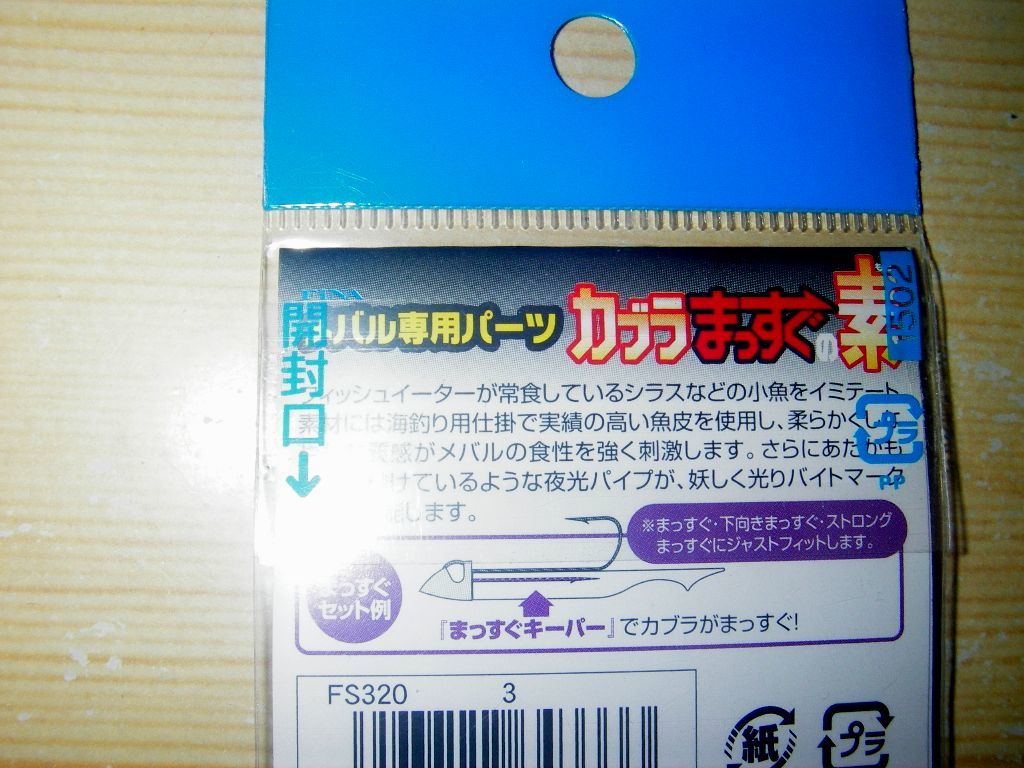 FINA
開封口↓
バル専用パーツ カブラまっすぐの素
1502
フィッシュイーターが常食しているシラスなどの小魚をイミテート
素材には海釣り用仕掛で実績の高い魚皮を使用し、柔らかく
質感がメバルの食性を強く刺激します。さらにあたかも
けているような夜光パイプが、妖しく光りバイトマーク
します。
プラ
PP
※まっすぐ・下向きまっすぐ・ストロング
まっすぐにジャストフィットします。
まっすぐ
セット例
『まっすぐキーパー』でカブラがまっすぐ!
FS320 3
紙
プラ